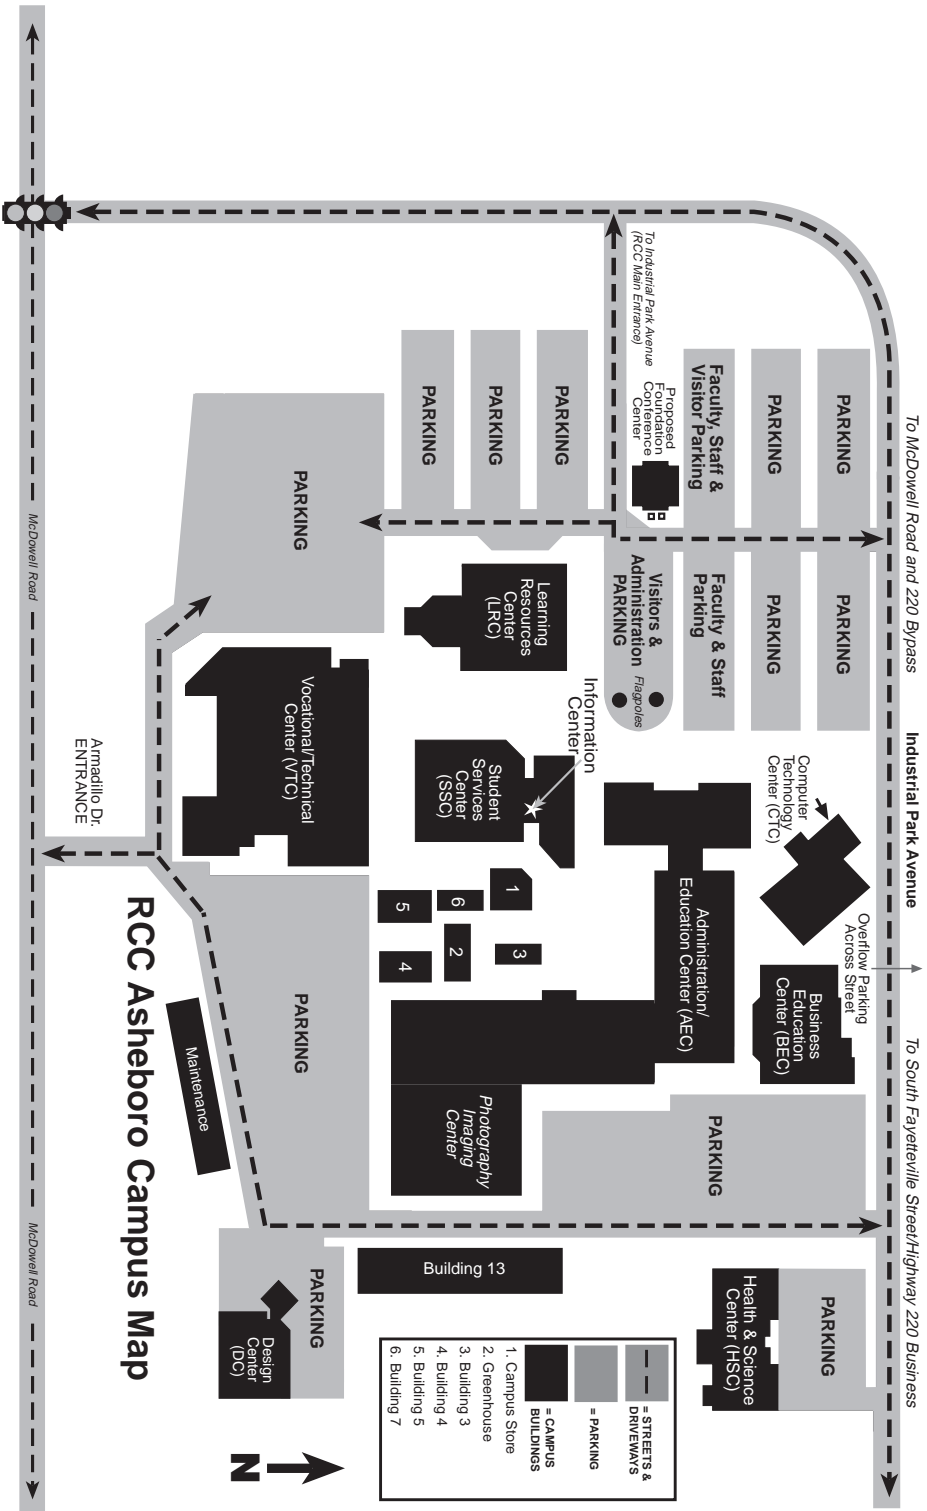 To McDowell Road and 220 Bypass
Industrial Park Avenue
To South Fayetteville Street/Highway 220 Business
PARKING
PARKING
Computer
Technology
Center (CTC)
Overflow Parking
Across Street
Business
Education
Center (BEC)
PARKING
PARKING
PARKING
Health & Science
Center (HSC)
PARKING
Faculty, Staff &
Visitor Parking
Faculty & Staff
Parking
To Industrial Park Avenue
(RCC Main Entrance)
Proposed
Foundation
Conference
Center
Visitors &
Administration
PARKING
Flagpoles
Administration/
Education Center (AEC)
Information
Center
PARKING
PARKING
PARKING
Learning
Resources
Center
(LRC)
Student
Services
Center
(SSC)
1
6
5
3
2
4
Photography
Imaging
Center
Building 13
= STREETS &
DRIVEWAYS
= PARKING
= CAMPUS
BUILDINGS
1. Campus Store
2. Greenhouse
3. Building 3
4. Building 4
5. Building 5
6. Building 7
PARKING
Vocational/Technical
Center (VTC)
PARKING
PARKING
Maintenance
Design
Center
(DC)
N
RCC Asheboro Campus Map
Armadillo Dr.
ENTRANCE
McDowell Road
McDowell Road